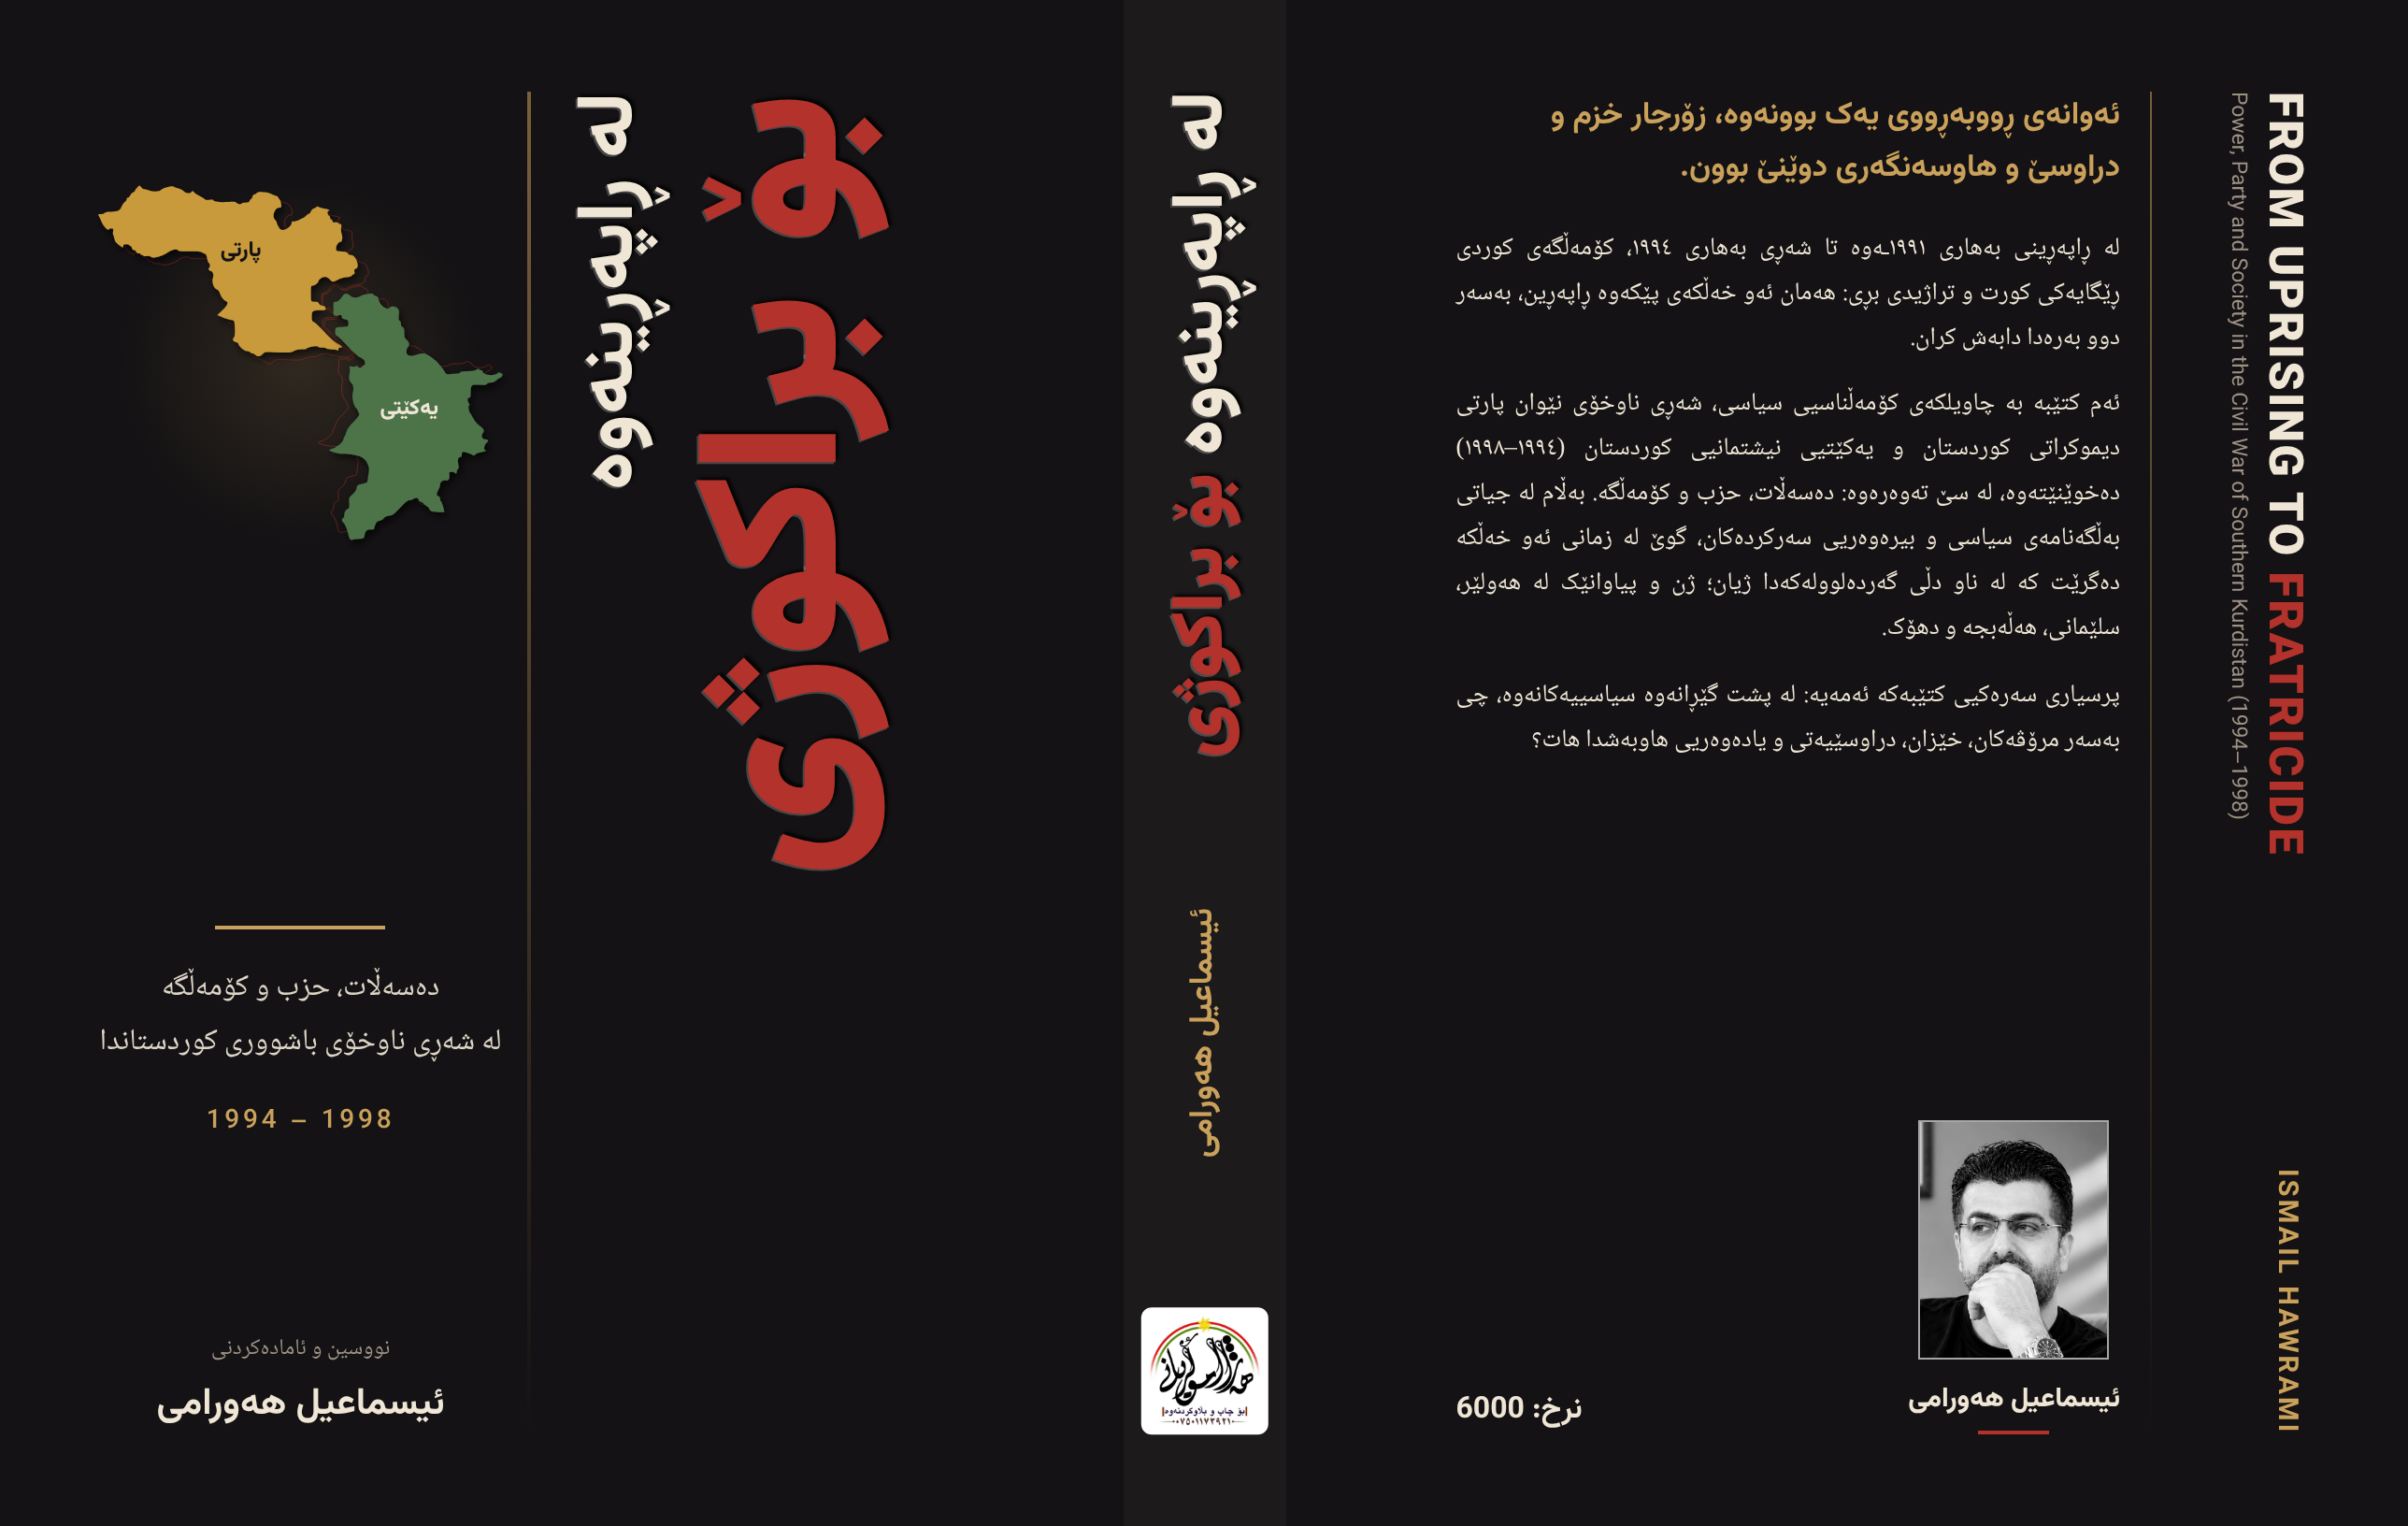 لە ڕاپەڕینەوە
بۆ براکوژی
پارتی
یەکێتی
دەسەڵات، حزب و کۆمەڵگە
لە شەڕی ناوخۆی باشووری کوردستاندا
1994 – 1998
نووسین و ئامادەکردنی
ئیسماعیل هەورامی
لە ڕاپەڕینەوە بۆ براکوژی
ئیسماعیل هەورامی
بۆ چاپ و بڵاوکردنەوە
٠٧٥٠١١٧٣٩٢١
ئەوانەی ڕووبەڕووی یەک بوونەوە، زۆرجار خزم و
دراوسێ و هاوسەنگەری دوێنێ بوون.
لە ڕاپەڕینی بەهاری ١٩٩١ـەوە تا شەڕی بەهاری ١٩٩٤، کۆمەڵگەی کوردی
ڕێگایەکی کورت و تراژیدی بڕی: هەمان ئەو خەڵکەی پێکەوە ڕاپەڕین، بەسەر
دوو بەرەدا دابەش کران.
ئەم کتێبە بە چاویلکەی کۆمەڵناسیی سیاسی، شەڕی ناوخۆی نێوان پارتی
دیموکراتی کوردستان و یەکێتیی نیشتمانیی کوردستان (١٩٩٤–١٩٩٨)
دەخوێنێتەوە، لە سێ تەوەرەوە: دەسەڵات، حزب و کۆمەڵگە. بەڵام لە جیاتی
بەڵگەنامەی سیاسی و بیرەوەریی سەرکردەکان، گوێ لە زمانی ئەو خەڵکە
دەگرێت کە لە ناو دڵی گەردەلوولەکەدا ژیان؛ ژن و پیاوانێک لە هەولێر،
سلێمانی، هەڵەبجە و دهۆک.
پرسیاری سەرەکیی کتێبەکە ئەمەیە: لە پشت گێڕانەوە سیاسییەکانەوە، چی
بەسەر مرۆڤەکان، خێزان، دراوسێیەتی و یادەوەریی هاوبەشدا هات؟
ئیسماعیل هەورامی
نرخ: 6000
FROM UPRISING TO FRATRICIDE
Power, Party and Society in the Civil War of Southern Kurdistan (1994–1998)
ISMAIL HAWRAMI